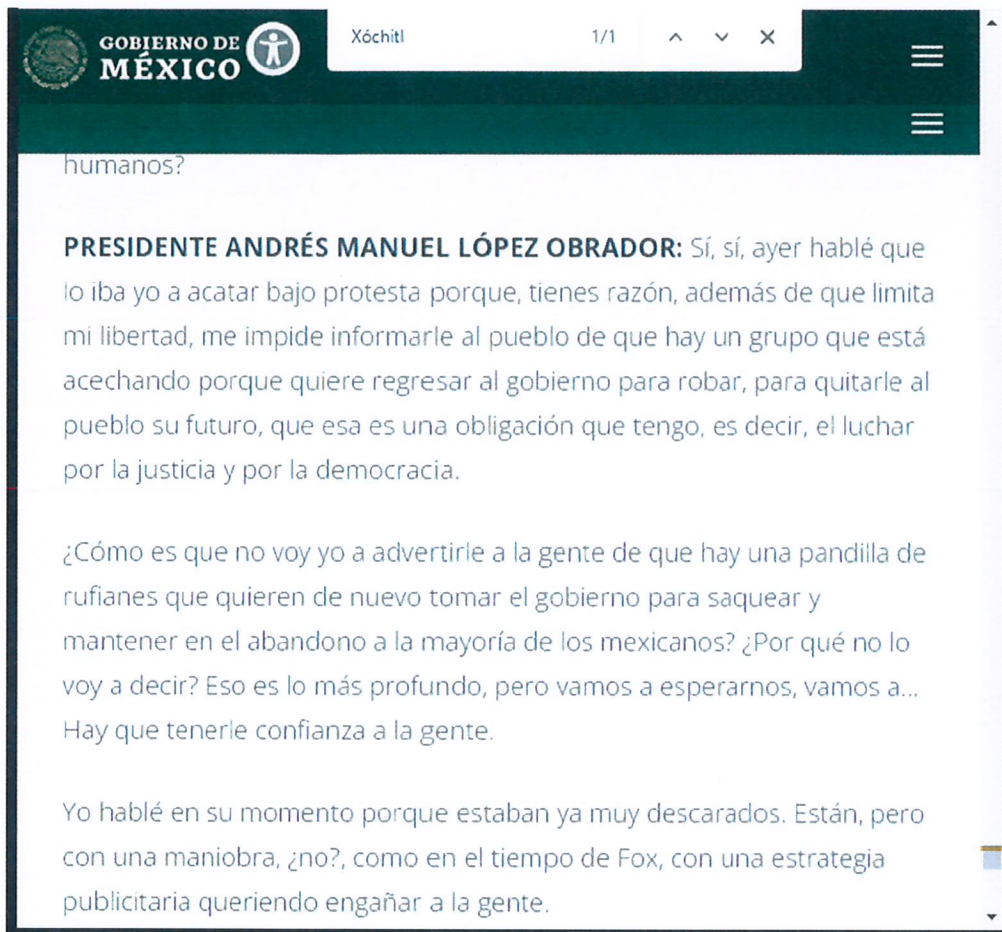 GOBIERNO DE
MÉXICO
Xóchitl 1/1
humanos?
PRESIDENTE ANDRÉS MANUEL LÓPEZ OBRADOR: Sí, sí, ayer hablé que
lo iba yo a acatar bajo protesta porque, tienes razón, además de que limita
mi libertad, me impide informarle al pueblo de que hay un grupo que está
acechando porque quiere regresar al gobierno para robar, para quitarle al
pueblo su futuro, que esa es una obligación que tengo, es decir, el luchar
por la justicia y por la democracia.
¿Cómo es que no voy yo a advertirle a la gente de que hay una pandilla de
rufianes que quieren de nuevo tomar el gobierno para saquear y
mantener en el abandono a la mayoría de los mexicanos? ¿Por qué no lo
voy a decir? Eso es lo más profundo, pero vamos a esperarnos, vamos a...
Hay que tenerle confianza a la gente.
Yo hablé en su momento porque estaban ya muy descarados. Están, pero
con una maniobra, ¿no?, como en el tiempo de Fox, con una estrategia
publicitaria queriendo engañar a la gente.